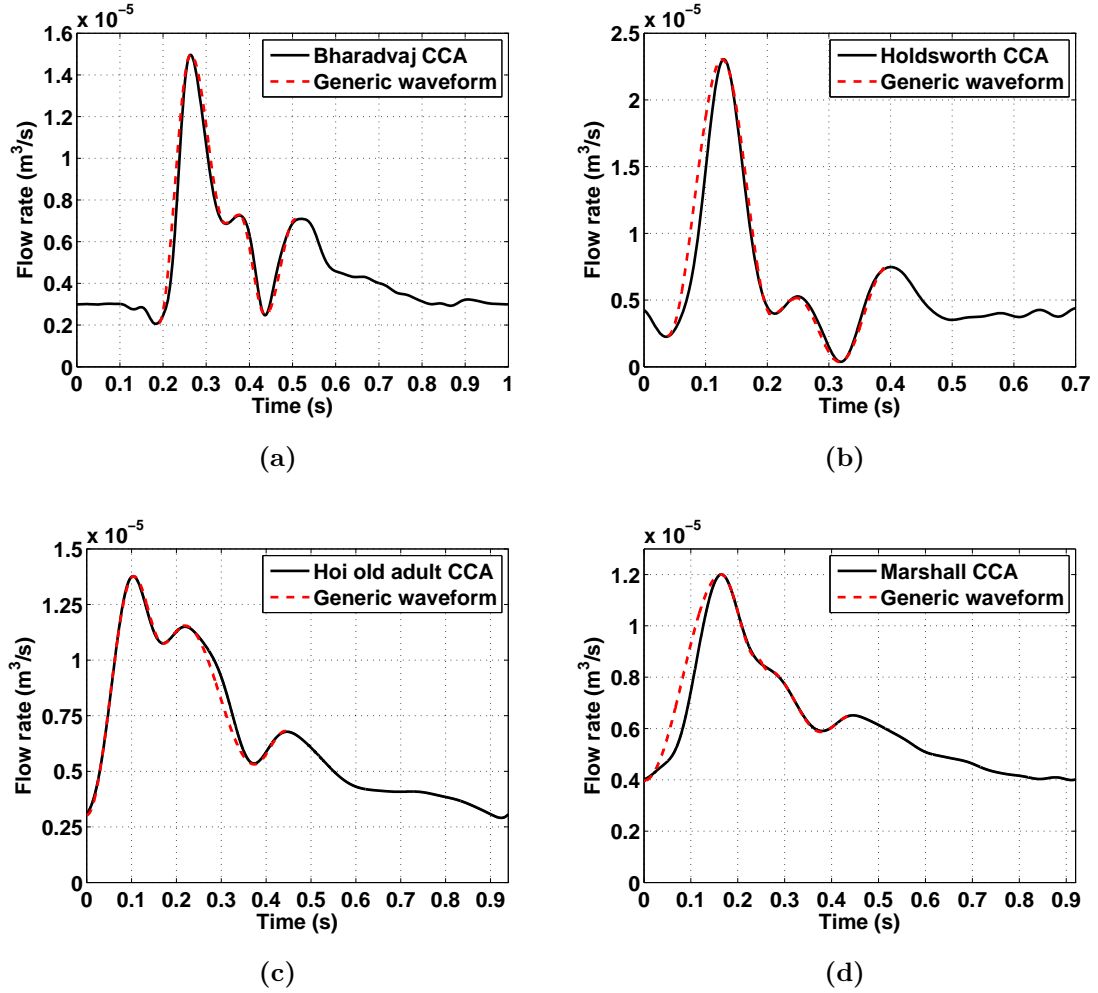 x 10⁻⁵
1.6
1.4
1.2
1
0.8
0.6
0.4
0.2
0
Flow rate (m³/s)
Bharadvaj CCA
Generic waveform
0 0.1 0.2 0.3 0.4 0.5 0.6 0.7 0.8 0.9 1
Time (s)
(a)
x 10⁻⁵
2.5
2
1.5
1
0.5
0
Flow rate (m³/s)
Holdsworth CCA
Generic waveform
0 0.1 0.2 0.3 0.4 0.5 0.6 0.7
Time (s)
(b)
x 10⁻⁵
1.5
1.25
1
0.75
0.5
0.25
0
Flow rate (m³/s)
Hoi old adult CCA
Generic waveform
0 0.1 0.2 0.3 0.4 0.5 0.6 0.7 0.8 0.9
Time (s)
(c)
x 10⁻⁵
1.2
1
0.8
0.6
0.4
0.2
0
Flow rate (m³/s)
Marshall CCA
Generic waveform
0 0.1 0.2 0.3 0.4 0.5 0.6 0.7 0.8 0.9
Time (s)
(d)